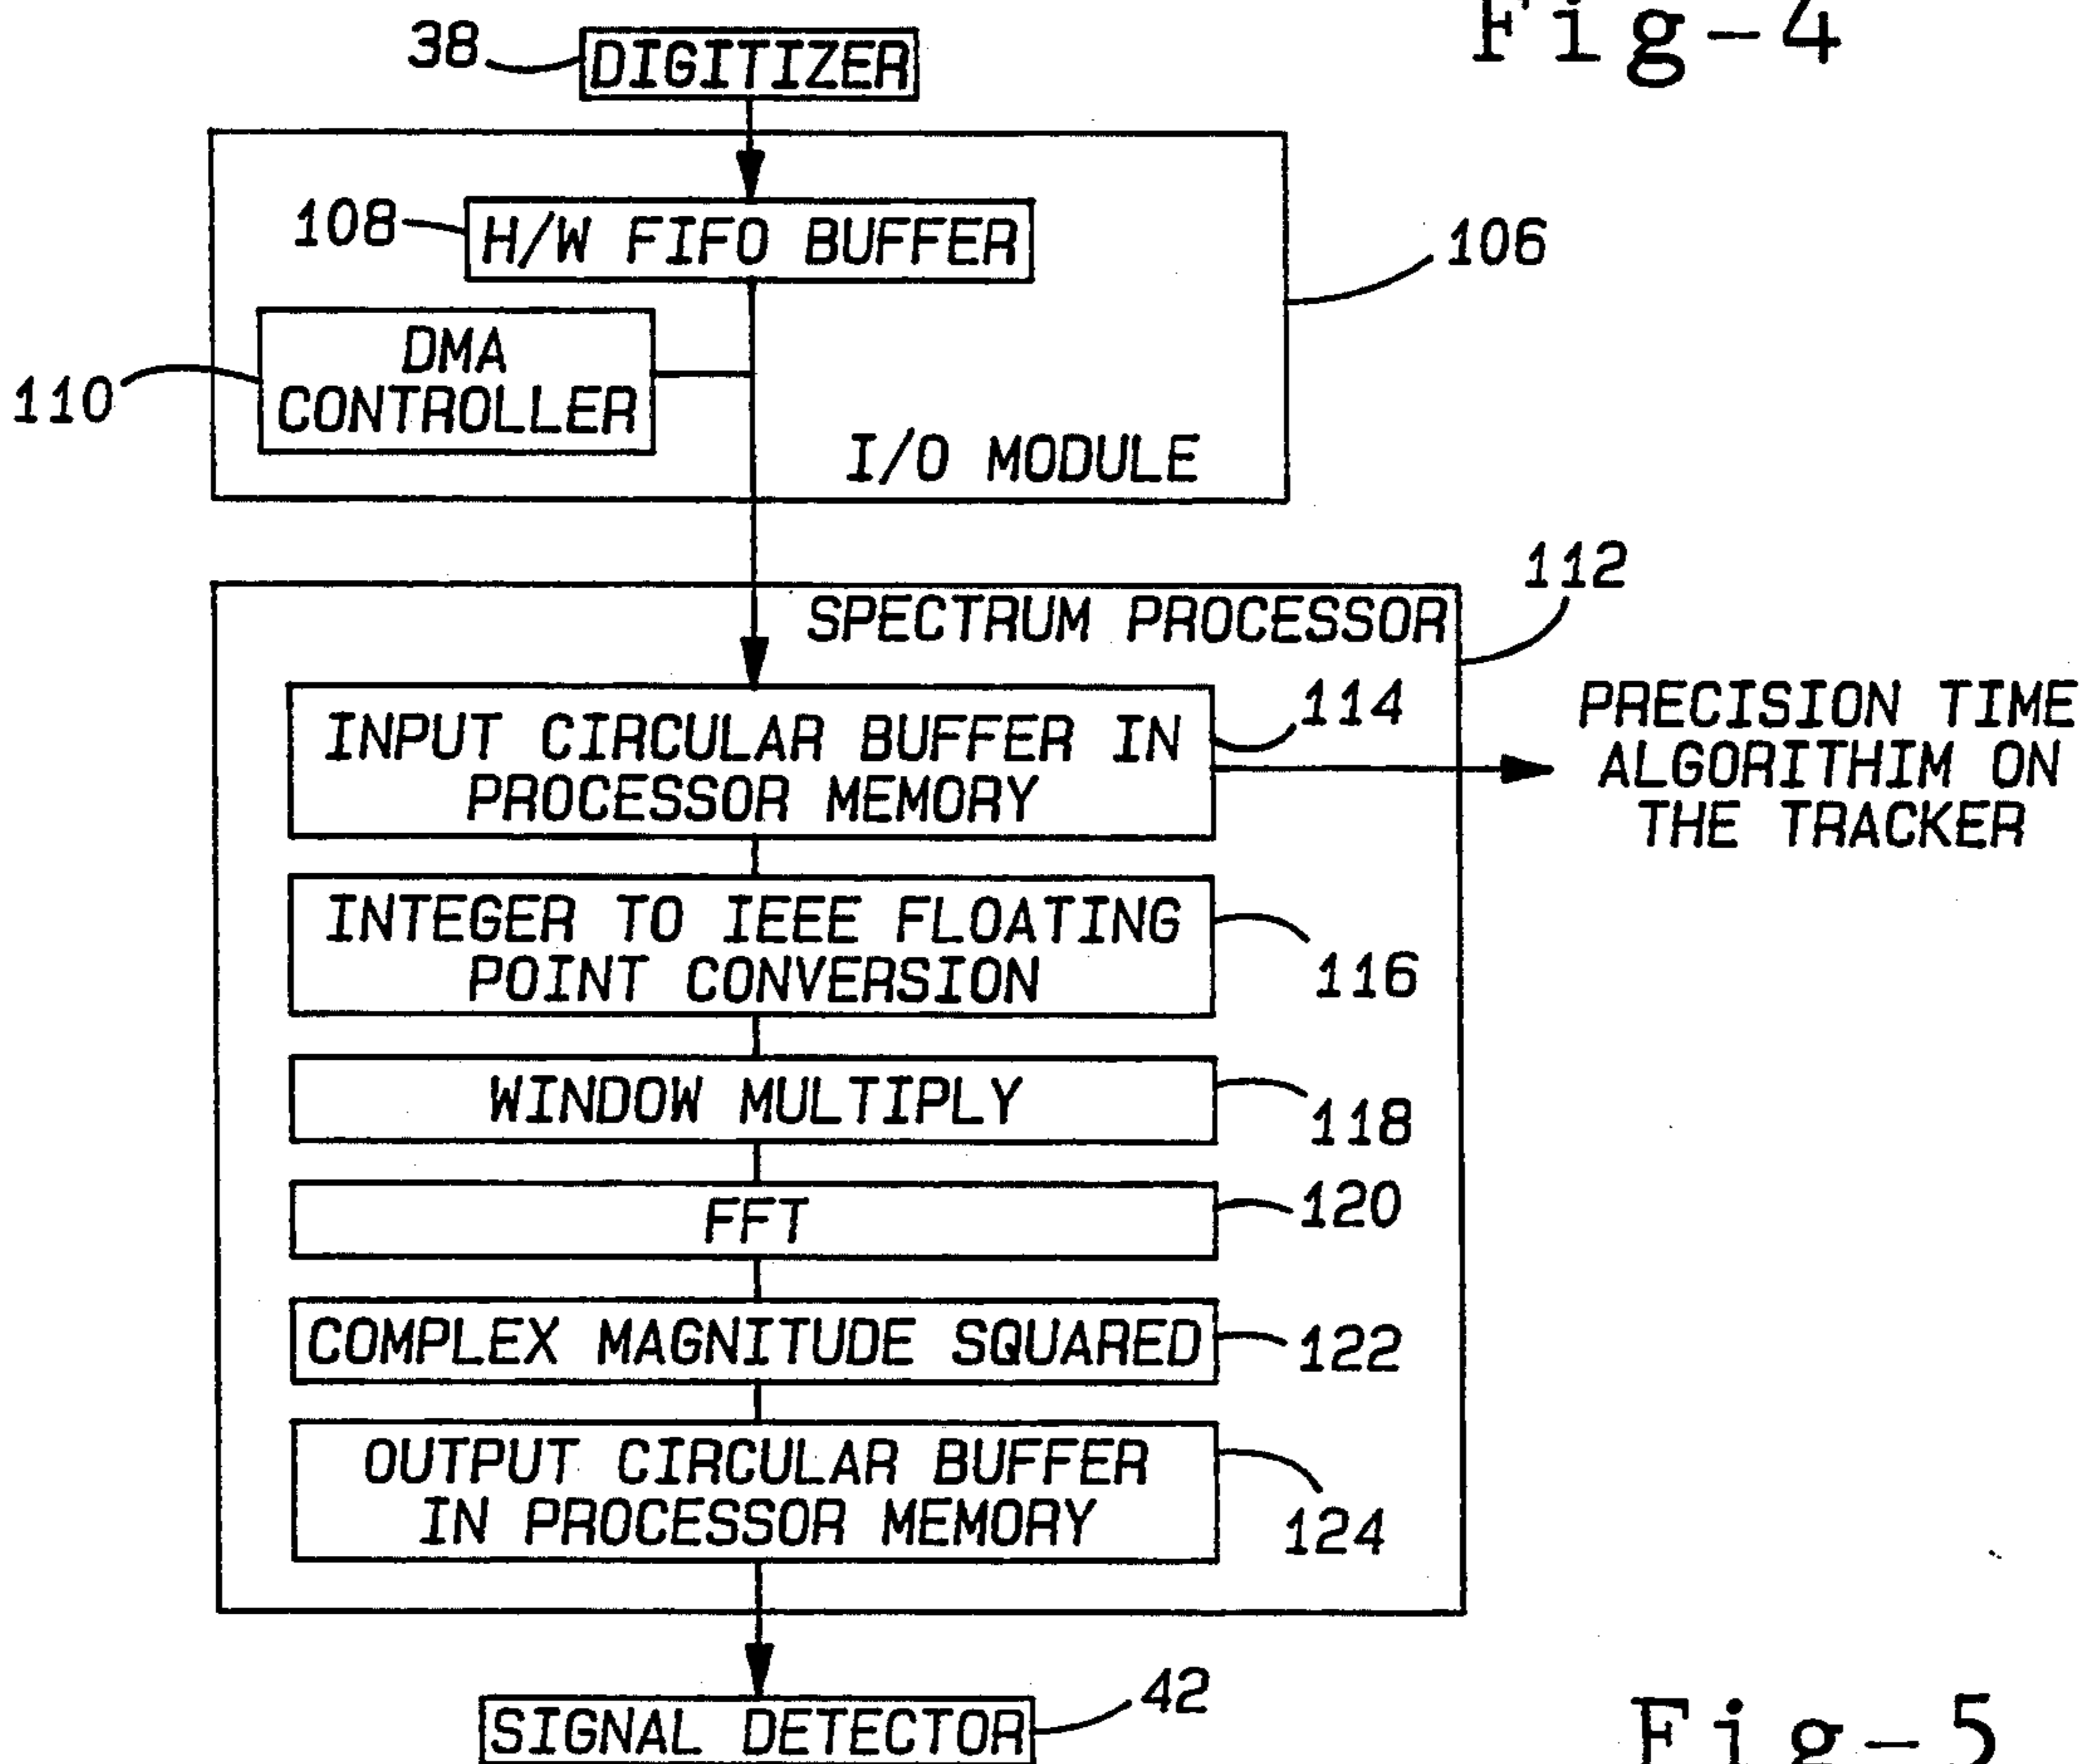 Fig-4
38
DIGITIZER
108
H/W FIFO BUFFER
106
DMA
CONTROLLER
110
I/O MODULE
112
SPECTRUM PROCESSOR
INPUT CIRCULAR BUFFER IN
PROCESSOR MEMORY
114
PRECISION TIME
ALGORITHIM ON
THE TRACKER
INTEGER TO IEEE FLOATING
POINT CONVERSION
116
WINDOW MULTIPLY
118
FFT
120
COMPLEX MAGNITUDE SQUARED
122
OUTPUT CIRCULAR BUFFER
IN PROCESSOR MEMORY
124
SIGNAL DETECTOR
42
Fig-5